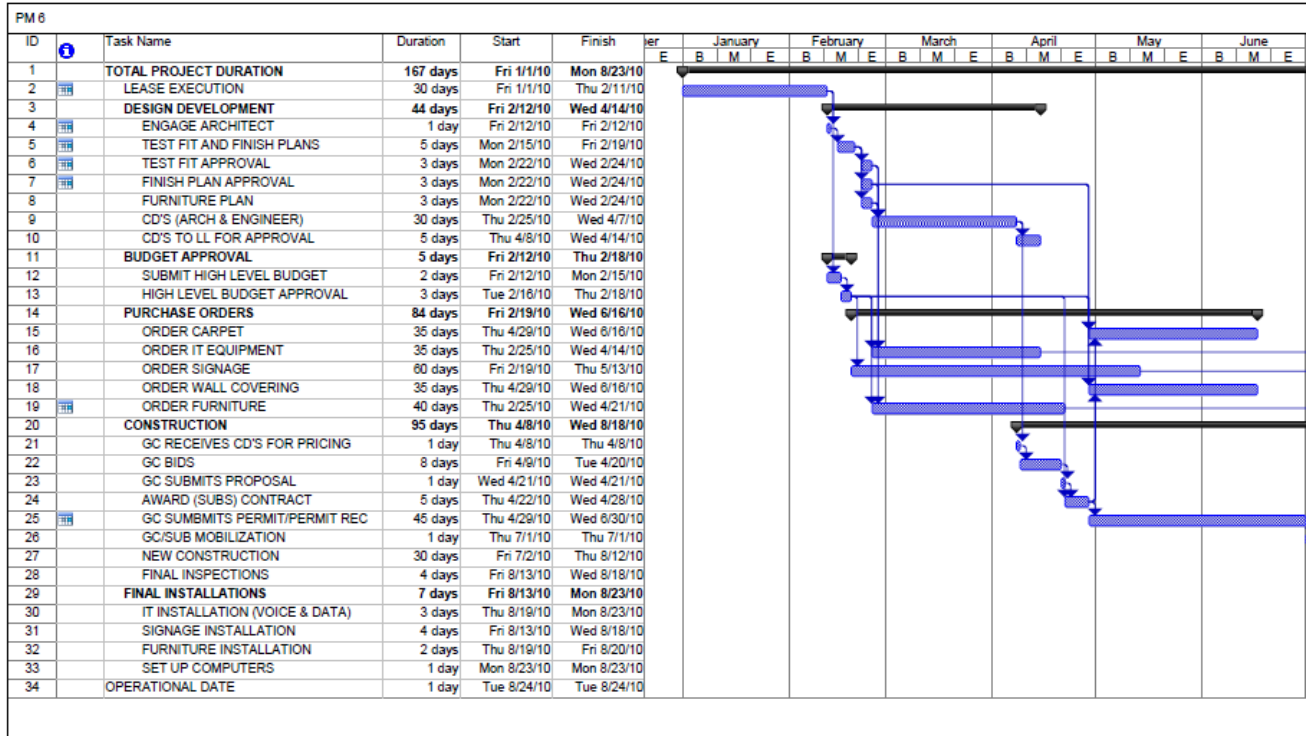 PM 6
ID Task Name Duration Start Finish ber January February March April May June
E B M E B M E B M E B M E B M E B M E
1 TOTAL PROJECT DURATION 167 days Fri 1/1/10 Mon 8/23/10
2 LEASE EXECUTION 30 days Fri 1/1/10 Thu 2/11/10
3 DESIGN DEVELOPMENT 44 days Fri 2/12/10 Wed 4/14/10
4 ENGAGE ARCHITECT 1 day Fri 2/12/10 Fri 2/12/10
5 TEST FIT AND FINISH PLANS 5 days Mon 2/15/10 Fri 2/19/10
6 TEST FIT APPROVAL 3 days Mon 2/22/10 Wed 2/24/10
7 FINISH PLAN APPROVAL 3 days Mon 2/22/10 Wed 2/24/10
8 FURNITURE PLAN 3 days Mon 2/22/10 Wed 2/24/10
9 CD'S (ARCH & ENGINEER) 30 days Thu 2/25/10 Wed 4/7/10
10 CD'S TO LL FOR APPROVAL 5 days Thu 4/8/10 Wed 4/14/10
11 BUDGET APPROVAL 5 days Fri 2/12/10 Thu 2/18/10
12 SUBMIT HIGH LEVEL BUDGET 2 days Fri 2/12/10 Mon 2/15/10
13 HIGH LEVEL BUDGET APPROVAL 3 days Tue 2/16/10 Thu 2/18/10
14 PURCHASE ORDERS 84 days Fri 2/19/10 Wed 6/16/10
15 ORDER CARPET 35 days Thu 4/29/10 Wed 6/16/10
16 ORDER IT EQUIPMENT 35 days Thu 2/25/10 Wed 4/14/10
17 ORDER SIGNAGE 60 days Fri 2/19/10 Thu 5/13/10
18 ORDER WALL COVERING 35 days Thu 4/29/10 Wed 6/16/10
19 ORDER FURNITURE 40 days Thu 2/25/10 Wed 4/21/10
20 CONSTRUCTION 95 days Thu 4/8/10 Wed 8/18/10
21 GC RECEIVES CD'S FOR PRICING 1 day Thu 4/8/10 Thu 4/8/10
22 GC BIDS 8 days Fri 4/9/10 Tue 4/20/10
23 GC SUBMITS PROPOSAL 1 day Wed 4/21/10 Wed 4/21/10
24 AWARD (SUBS) CONTRACT 5 days Thu 4/22/10 Wed 4/28/10
25 GC SUMBMITS PERMIT/PERMIT REC 45 days Thu 4/29/10 Wed 6/30/10
26 GC/SUB MOBILIZATION 1 day Thu 7/1/10 Thu 7/1/10
27 NEW CONSTRUCTION 30 days Fri 7/2/10 Thu 8/12/10
28 FINAL INSPECTIONS 4 days Fri 8/13/10 Wed 8/18/10
29 FINAL INSTALLATIONS 7 days Fri 8/13/10 Mon 8/23/10
30 IT INSTALLATION (VOICE & DATA) 3 days Thu 8/19/10 Mon 8/23/10
31 SIGNAGE INSTALLATION 4 days Fri 8/13/10 Wed 8/18/10
32 FURNITURE INSTALLATION 2 days Thu 8/19/10 Fri 8/20/10
33 SET UP COMPUTERS 1 day Mon 8/23/10 Mon 8/23/10
34 OPERATIONAL DATE 1 day Tue 8/24/10 Tue 8/24/10